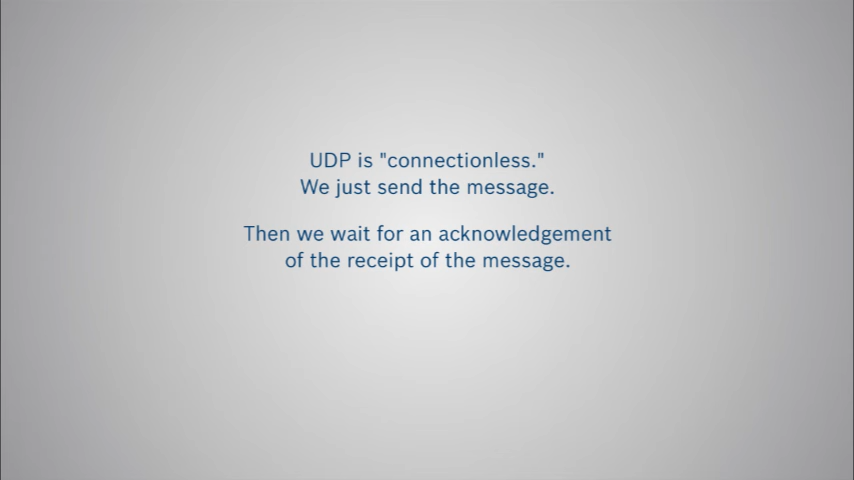 UDP is "connectionless."
We just send the message.
Then we wait for an acknowledgement
of the receipt of the message.